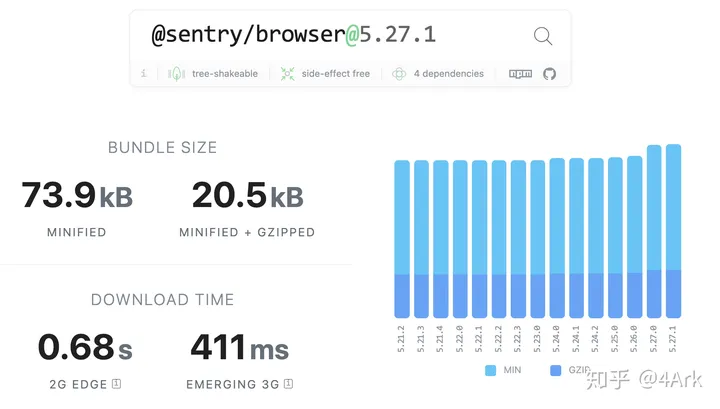 @sentry/browser@5.27.1
i tree-shakeable side-effect free 4 dependencies npm
BUNDLE SIZE
73.9 kB
MINIFIED
20.5 kB
MINIFIED + GZIPPED
DOWNLOAD TIME
0.68 s
2G EDGE i
411 ms
EMERGING 3G i
5.21.2
5.21.3
5.21.4
5.22.0
5.22.1
5.22.2
5.22.3
5.23.0
5.24.0
5.24.1
5.24.2
5.25.0
5.26.0
5.27.0
5.27.1
MIN GZIP
知乎 @4Ark